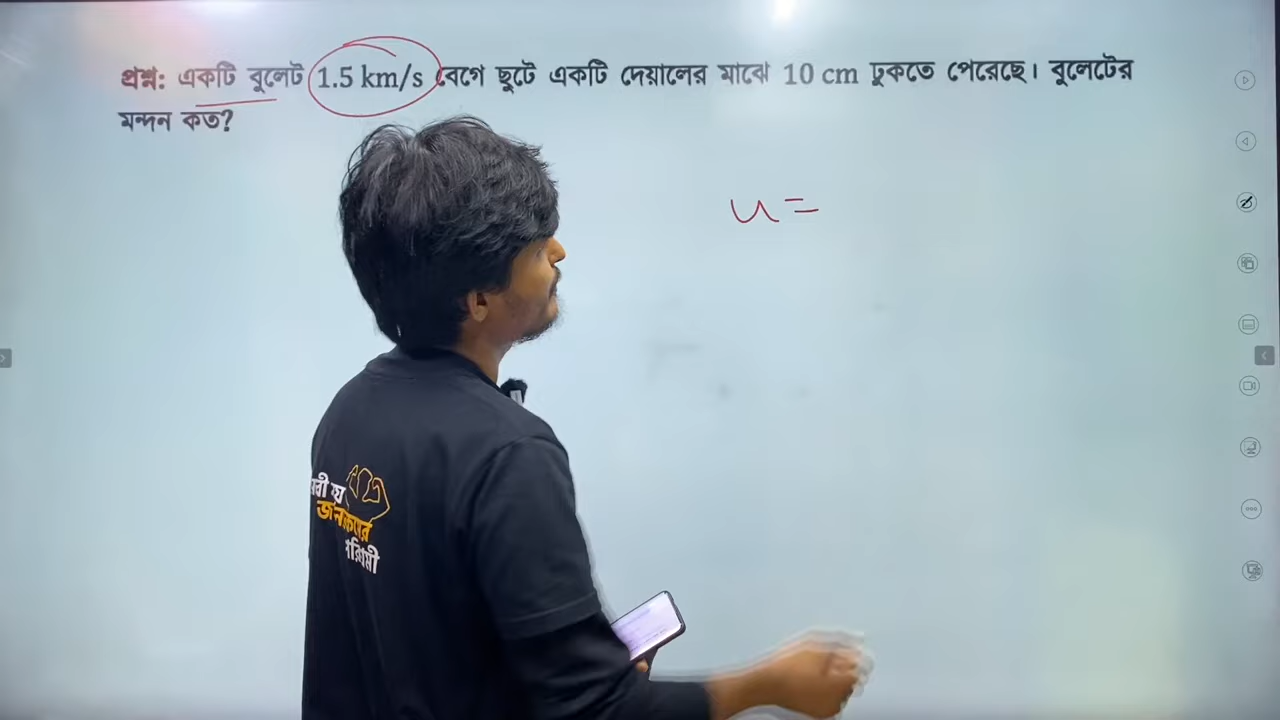 প্রশ্ন: একটি বুলেট 1.5 km/s বেগে ছুটে একটি দেয়ালের মাঝে 10 cm ঢুকতে পেরেছে। বুলেটের
মন্দন কত?
u =